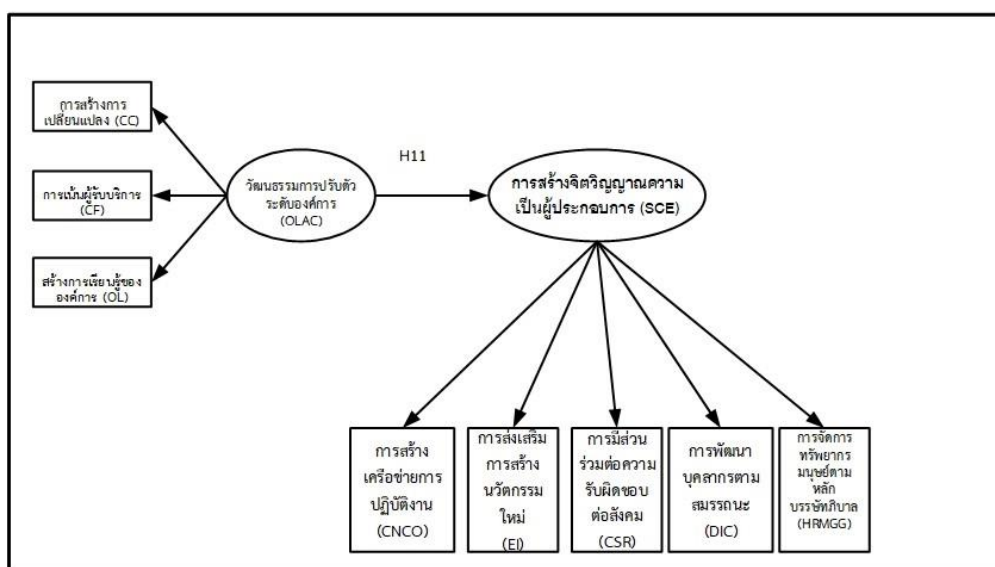 การสร้างการ
เปลี่ยนแปลง (CC)
การเน้นผู้รับบริการ
(CF)
สร้างการเรียนรู้ของ
องค์การ (OL)
วัฒนธรรมการปรับตัว
ระดับองค์การ
(OLAC)
H11
การสร้างจิตวิญญาณความ
เป็นผู้ประกอบการ (SCE)
การสร้าง
เครือข่ายการ
ปฏิบัติงาน
(CNCO)
การส่งเสริม
การสร้าง
นวัตกรรม
ใหม่
(EI)
การมีส่วน
ร่วมต่อความ
รับผิดชอบ
ต่อสังคม
(CSR)
การพัฒนา
บุคลากรตาม
สมรรถนะ
(DIC)
การจัดการ
ทรัพยากร
มนุษย์ตาม
หลัก
บรรษัทภิบาล
(HRMGG)